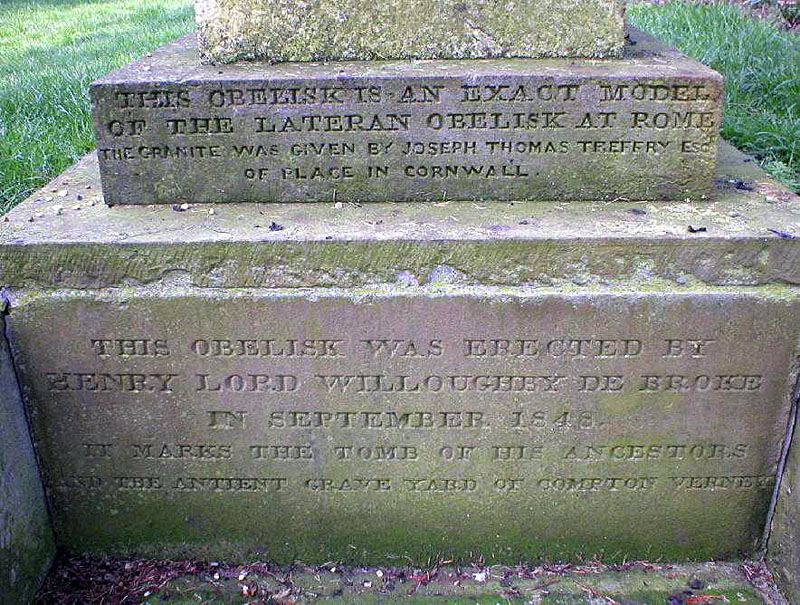 THIS OBELISK IS AN EXACT MODEL
OF THE LATERAN OBELISK AT ROME
THE GRANITE WAS GIVEN BY JOSEPH THOMAS TREFFRY ESQ
OF PLACE IN CORNWALL.
THIS OBELISK WAS ERECTED BY
HENRY LORD WILLOUGHBY DE BROKE
IN SEPTEMBER 1848.
IT MARKS THE TOMB OF HIS ANCESTORS
AND THE ANTIENT GRAVE YARD OF COMPTON VERNEY